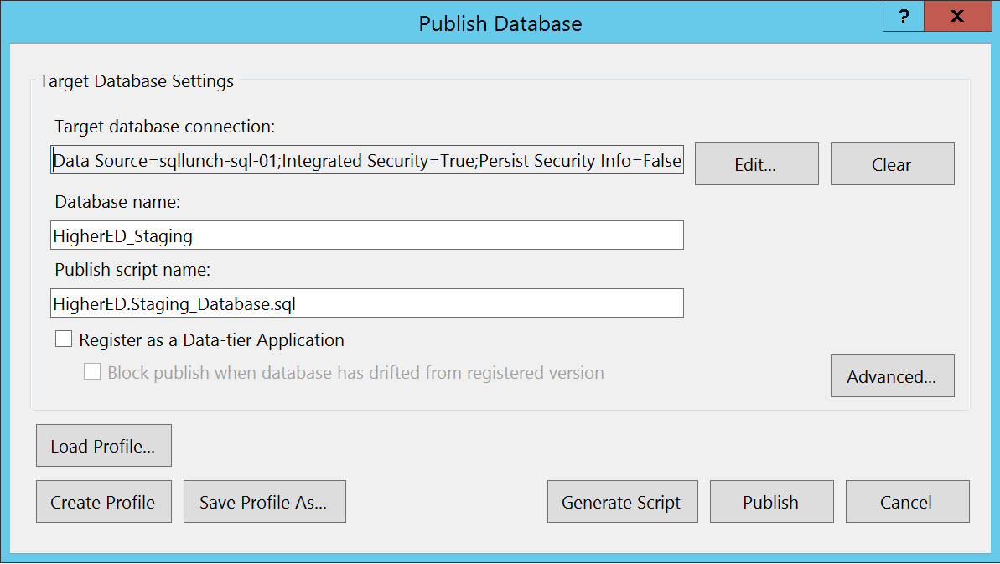 Publish Database
?
X
Target Database Settings
Target database connection:
Data Source=sqllunch-sql-01;Integrated Security=True;Persist Security Info=False
Edit...
Clear
Database name:
HigherED_Staging
Publish script name:
HigherED.Staging_Database.sql
Register as a Data-tier Application
Block publish when database has drifted from registered version
Advanced...
Load Profile...
Create Profile
Save Profile As...
Generate Script
Publish
Cancel